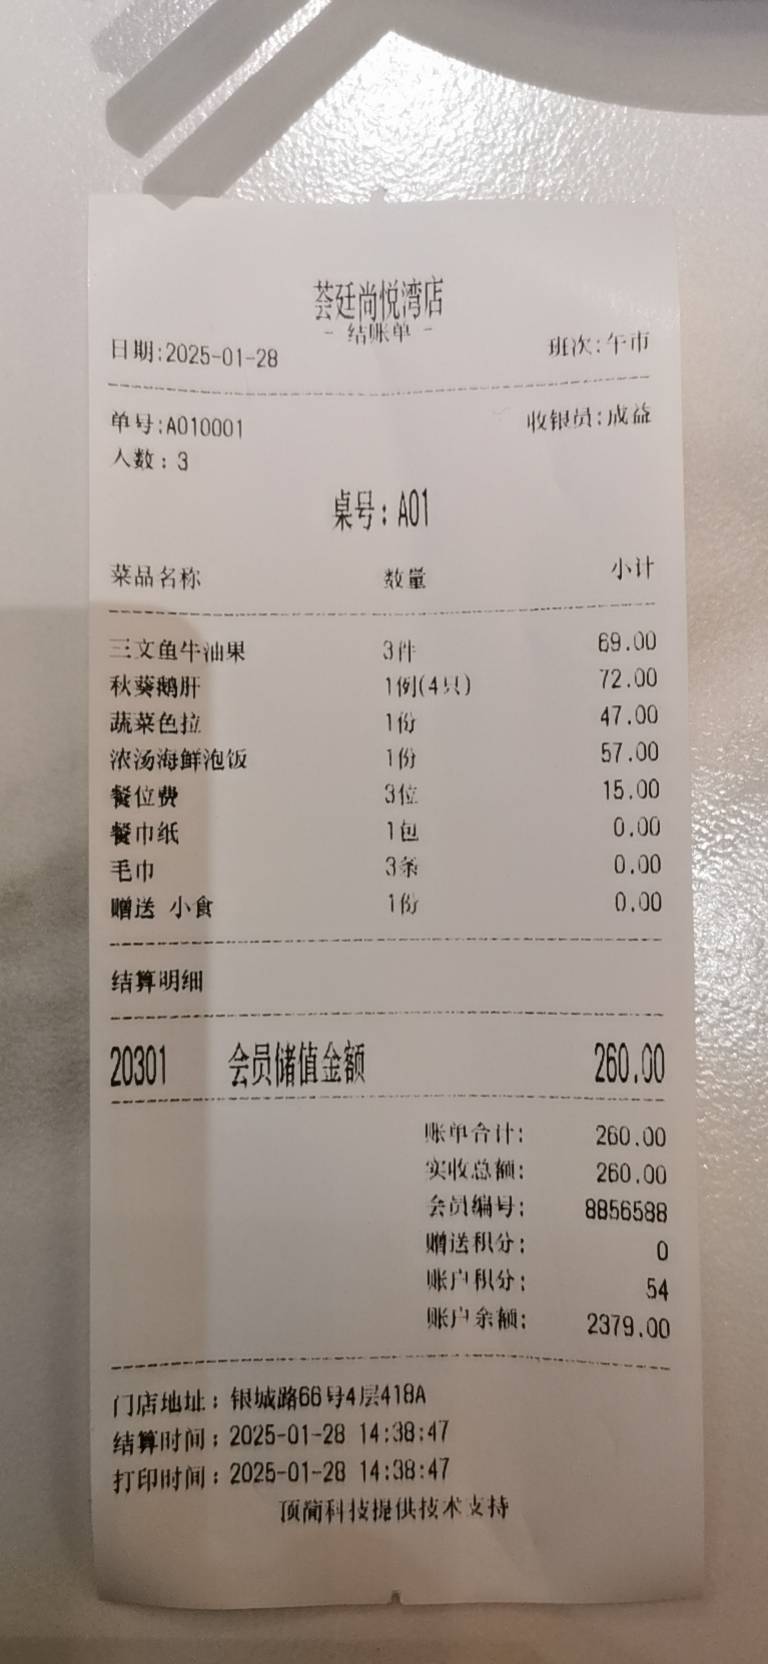 荟廷尚悦湾店
- 结账单 -
日期:2025-01-28 班次:午市
单号:A010001 收银员:成益
人数:3
桌号:A01
菜品名称 数量 小计
三文鱼牛油果 3件 69.00
秋葵鹅肝 1例(4只) 72.00
蔬菜色拉 1份 47.00
浓汤海鲜泡饭 1份 57.00
餐位费 3位 15.00
餐巾纸 1包 0.00
毛巾 3条 0.00
赠送 小食 1份 0.00
结算明细
20301 会员储值金额 260.00
账单合计: 260.00
实收总额: 260.00
会员编号: 8856588
赠送积分: 0
账户积分: 54
账户余额: 2379.00
门店地址:银城路66号4层418A
结算时间:2025-01-28 14:38:47
打印时间:2025-01-28 14:38:47
顶简科技提供技术支持